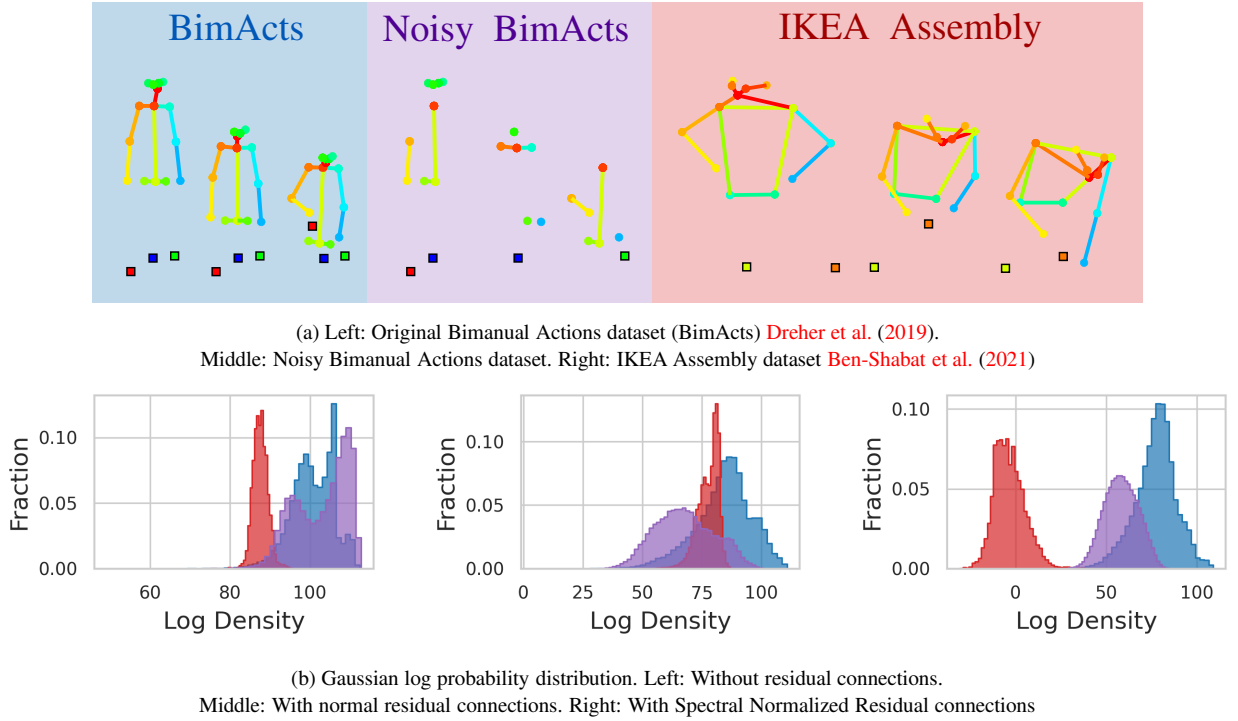 BimActs
Noisy BimActs
IKEA Assembly
(a) Left: Original Bimanual Actions dataset (BimActs) Dreher et al. (2019).
Middle: Noisy Bimanual Actions dataset. Right: IKEA Assembly dataset Ben-Shabat et al. (2021)
Fraction
0.10
0.05
0.00
60 80 100
Log Density
Fraction
0.10
0.05
0.00
0 25 50 75 100
Log Density
Fraction
0.10
0.05
0.00
0 50 100
Log Density
(b) Gaussian log probability distribution. Left: Without residual connections.
Middle: With normal residual connections. Right: With Spectral Normalized Residual connections